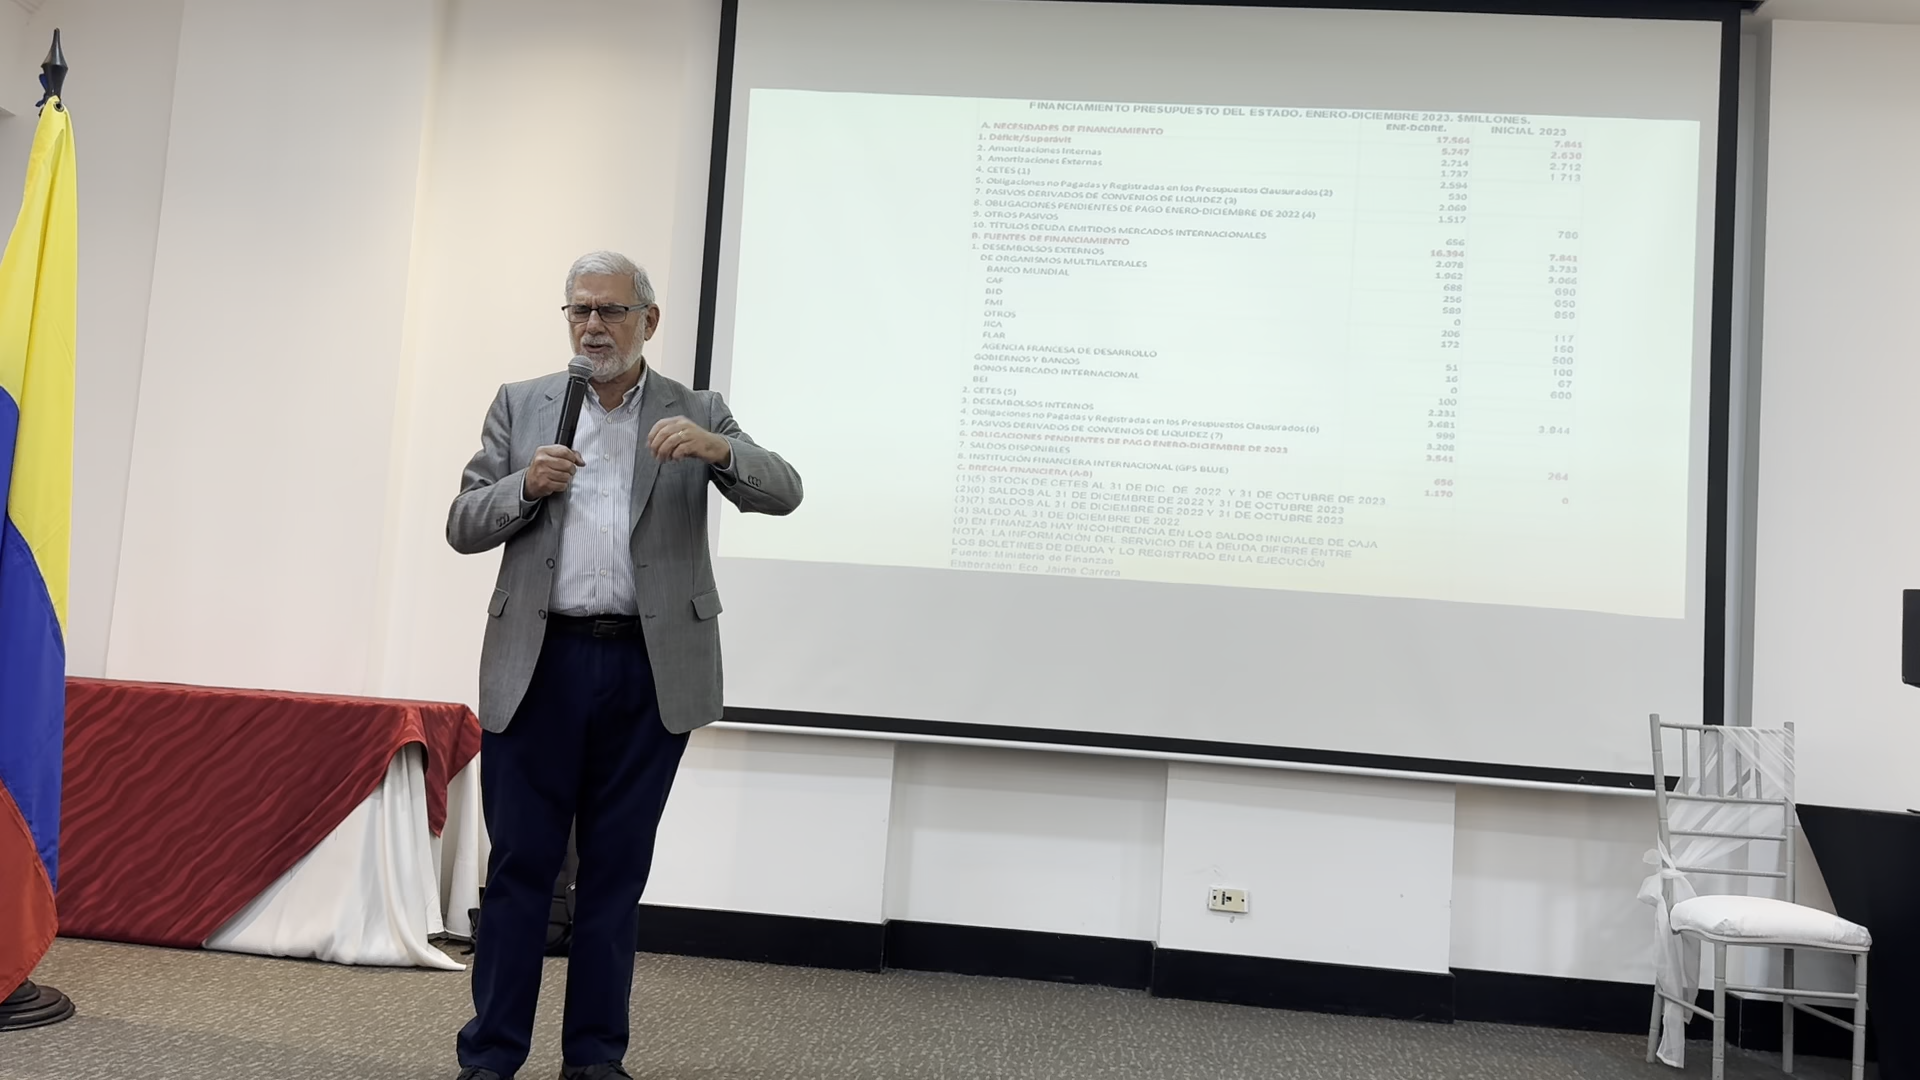 FINANCIAMIENTO PRESUPUESTO DEL ESTADO. ENERO-DICIEMBRE 2023. $MILLONES.
ENE-DCBRE. INICIAL 2023
A. NECESIDADES DE FINANCIAMIENTO 17.564 7.841
1. Déficit/Superávit 5.747 2.630
2. Amortizaciones Internas 2.714 2.712
3. Amortizaciones Externas 1.737 1.713
4. CETES (1) 2.594
5. Obligaciones no Pagadas y Registradas en los Presupuestos Clausurados (2) 530
7. PASIVOS DERIVADOS DE CONVENIOS DE LIQUIDEZ (3) 2.069
8. OBLIGACIONES PENDIENTES DE PAGO ENERO-DICIEMBRE DE 2022 (4) 1.517
9. OTROS PASIVOS 786
10. TÍTULOS DEUDA EMITIDOS MERCADOS INTERNACIONALES 656
B. FUENTES DE FINANCIAMIENTO 16.394 7.841
1. DESEMBOLSOS EXTERNOS 2.078 3.733
DE ORGANISMOS MULTILATERALES 1.962 3.066
BANCO MUNDIAL 688 690
CAF 256 650
BID 589 859
FMI 0
OTROS 206 117
JICA 172 150
FLAR 500
AGENCIA FRANCESA DE DESARROLLO 51 100
GOBIERNOS Y BANCOS 16 67
BONOS MERCADO INTERNACIONAL 0 600
BEI 100
2. CETES (5) 2.231
3. DESEMBOLSOS INTERNOS 3.681 3.844
4. Obligaciones no Pagadas y Registradas en los Presupuestos Clausurados (6) 999
5. PASIVOS DERIVADOS DE CONVENIOS DE LIQUIDEZ (7) 3.208
6. OBLIGACIONES PENDIENTES DE PAGO ENERO-DICIEMBRE DE 2023 3.541
7. SALDOS DISPONIBLES 264
8. INSTITUCIÓN FINANCIERA INTERNACIONAL (GFS BLUE) 656
C. BRECHA FINANCIERA (A-B) 1.170 0
(1)(5) STOCK DE CETES AL 31 DE DIC. DE 2022 Y 31 DE OCTUBRE DE 2023
(2)(6) SALDOS AL 31 DE DICIEMBRE DE 2022 Y 31 DE OCTUBRE 2023
(3)(7) SALDOS AL 31 DE DICIEMBRE DE 2022 Y 31 DE OCTUBRE 2023
(4) SALDO AL 31 DE DICIEMBRE DE 2022
(9) EN FINANZAS HAY INCOHERENCIA EN LOS SALDOS INICIALES DE CAJA
NOTA: LA INFORMACIÓN DEL SERVICIO DE LA DEUDA DIFIERE ENTRE
LOS BOLETINES DE DEUDA Y LO REGISTRADO EN LA EJECUCIÓN
Fuente: Ministerio de Finanzas
Elaboración: Eco. Jaime Carrera